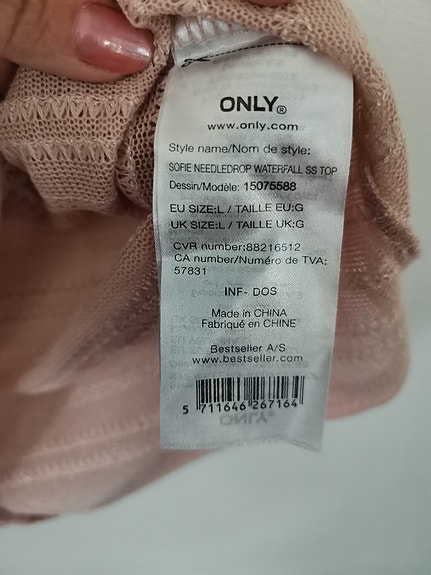 ONLY®
www.only.com
Style name/Nom de style:
SOFIE NEEDLEDROP WATERFALL SS TOP
Dessin/Modèle: 15075588
EU SIZE:L / TAILLE EU:G
UK SIZE:L / TAILLE UK:G
CVR number:88216512
CA number/Numéro de TVA:
57831
INF- DOS
Made in CHINA
Fabriqué en CHINE
Bestseller A/S
www.bestseller.com
5 711646 267164